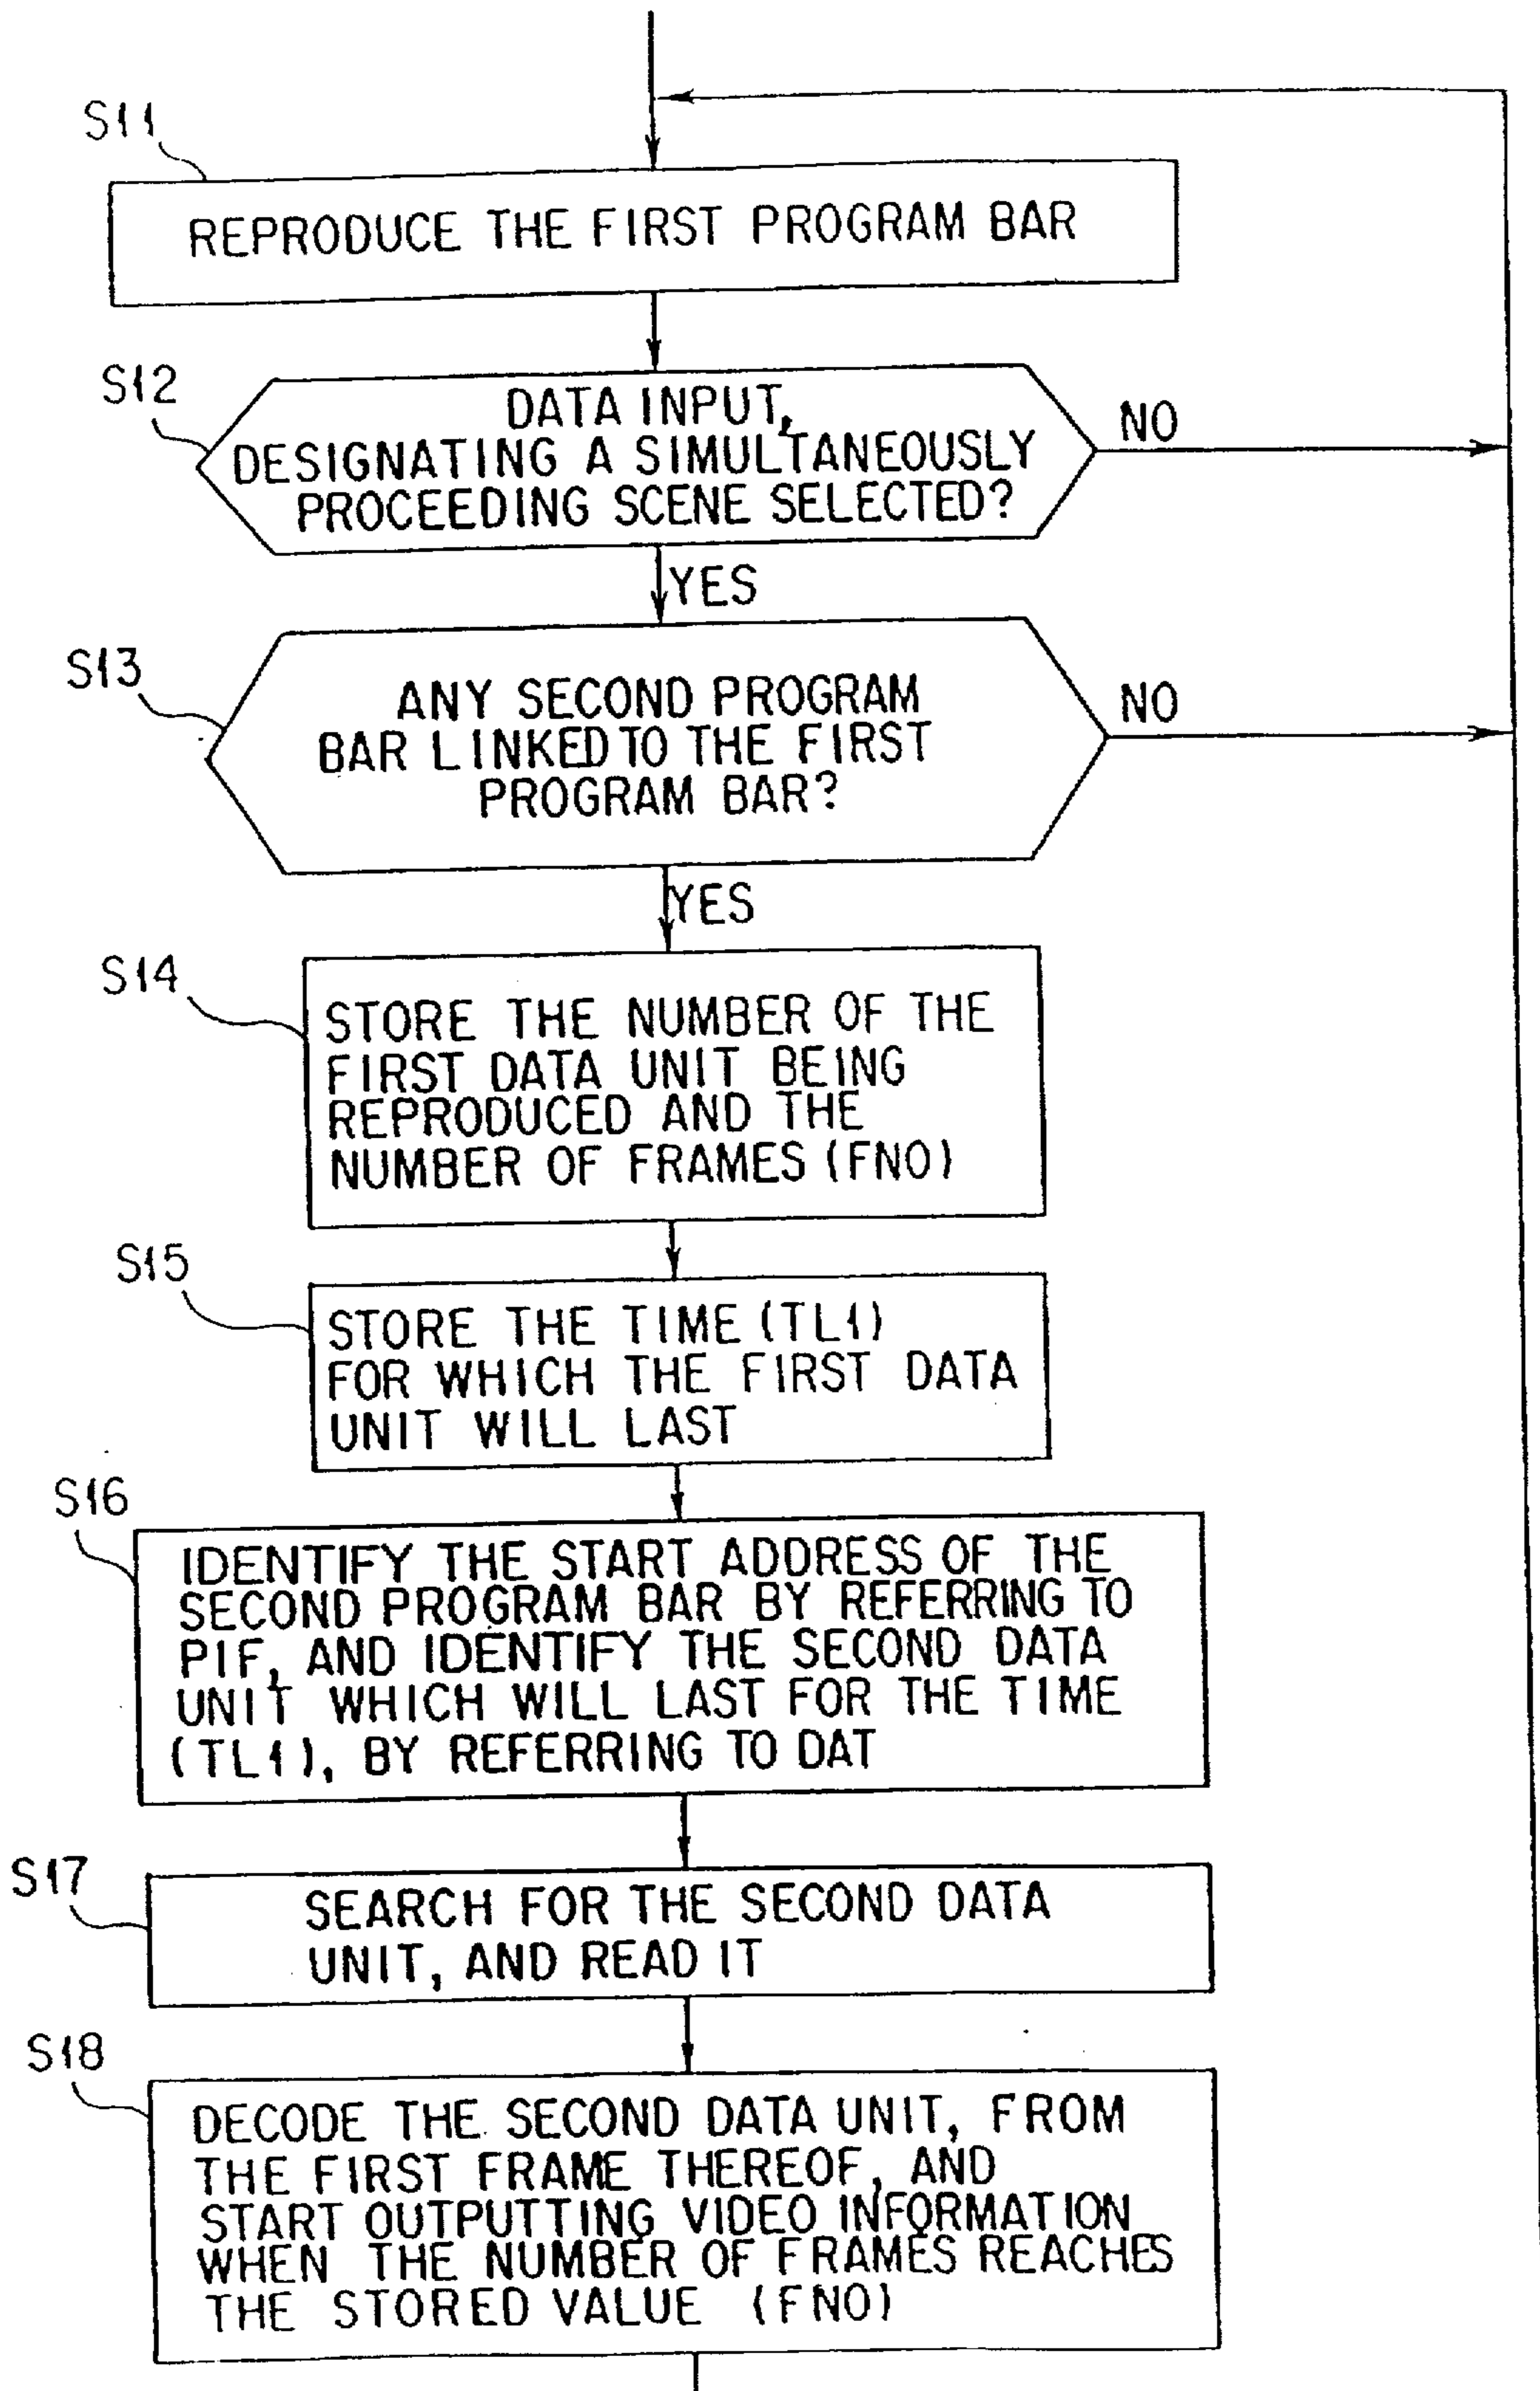 S11
REPRODUCE THE FIRST PROGRAM BAR
S12
DATA INPUT,
DESIGNATING A SIMULTANEOUSLY
PROCEEDING SCENE SELECTED?
NO
YES
S13
ANY SECOND PROGRAM
BAR LINKED TO THE FIRST
PROGRAM BAR?
NO
YES
S14
STORE THE NUMBER OF THE
FIRST DATA UNIT BEING
REPRODUCED AND THE
NUMBER OF FRAMES (FNO)
S15
STORE THE TIME (TL1)
FOR WHICH THE FIRST DATA
UNIT WILL LAST
S16
IDENTIFY THE START ADDRESS OF THE
SECOND PROGRAM BAR BY REFERRING TO
PIF, AND IDENTIFY THE SECOND DATA
UNIT WHICH WILL LAST FOR THE TIME
(TL1), BY REFERRING TO DAT
S17
SEARCH FOR THE SECOND DATA
UNIT, AND READ IT
S18
DECODE THE SECOND DATA UNIT, FROM
THE FIRST FRAME THEREOF, AND
START OUTPUTTING VIDEO INFORMATION
WHEN THE NUMBER OF FRAMES REACHES
THE STORED VALUE (FNO)